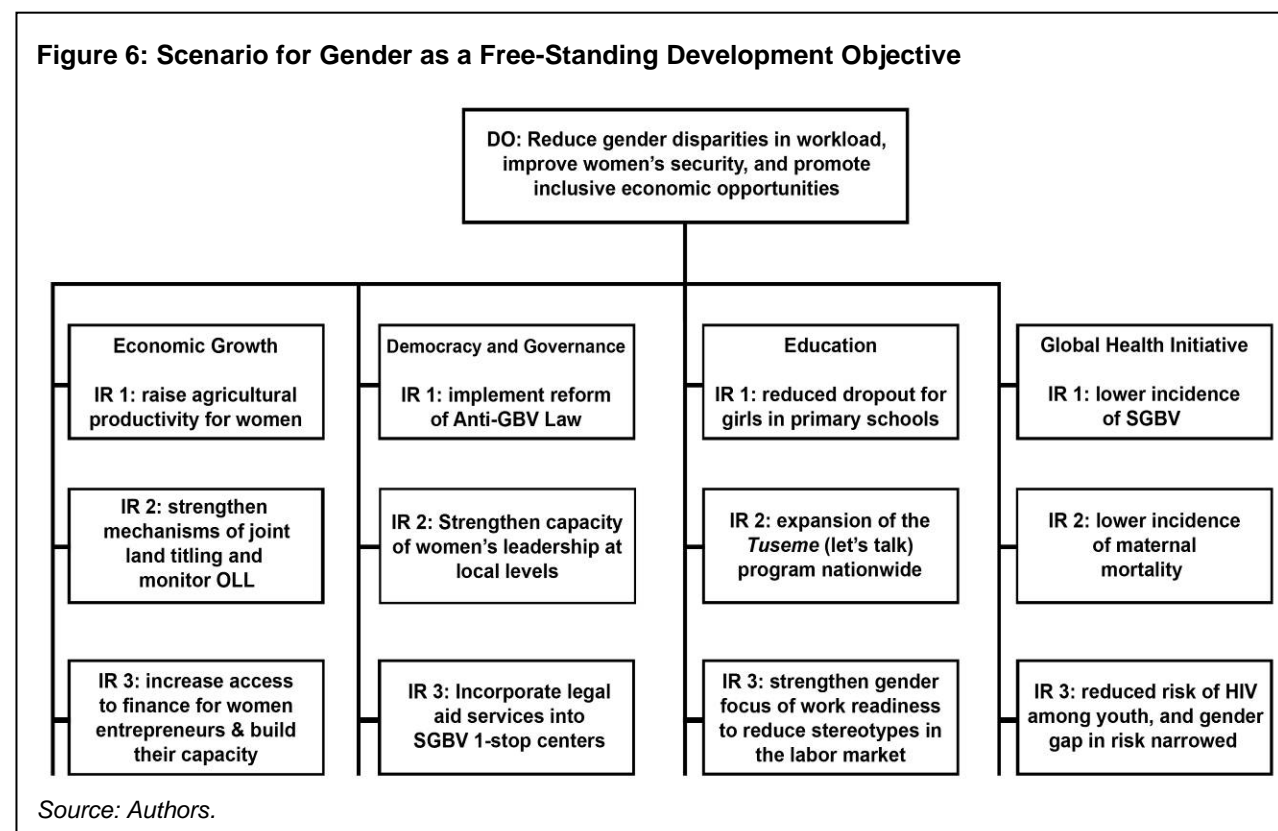 Figure 6: Scenario for Gender as a Free-Standing Development Objective
DO: Reduce gender disparities in workload,
improve women's security, and promote
inclusive economic opportunities
Economic Growth
IR 1: raise agricultural
productivity for women
Democracy and Governance
IR 1: implement reform
of Anti-GBV Law
Education
IR 1: reduced dropout for
girls in primary schools
Global Health Initiative
IR 1: lower incidence
of SGBV
IR 2: strengthen
mechanisms of joint
land titling and
monitor OLL
IR 2: Strengthen capacity
of women's leadership at
local levels
IR 2: expansion of the
Tuseme (let's talk)
program nationwide
IR 2: lower incidence
of maternal
mortality
IR 3: increase access
to finance for women
entrepreneurs & build
their capacity
IR 3: Incorporate legal
aid services into
SGBV 1-stop centers
IR 3: strengthen gender
focus of work readiness
to reduce stereotypes in
the labor market
IR 3: reduced risk of HIV
among youth, and gender
gap in risk narrowed
Source: Authors.